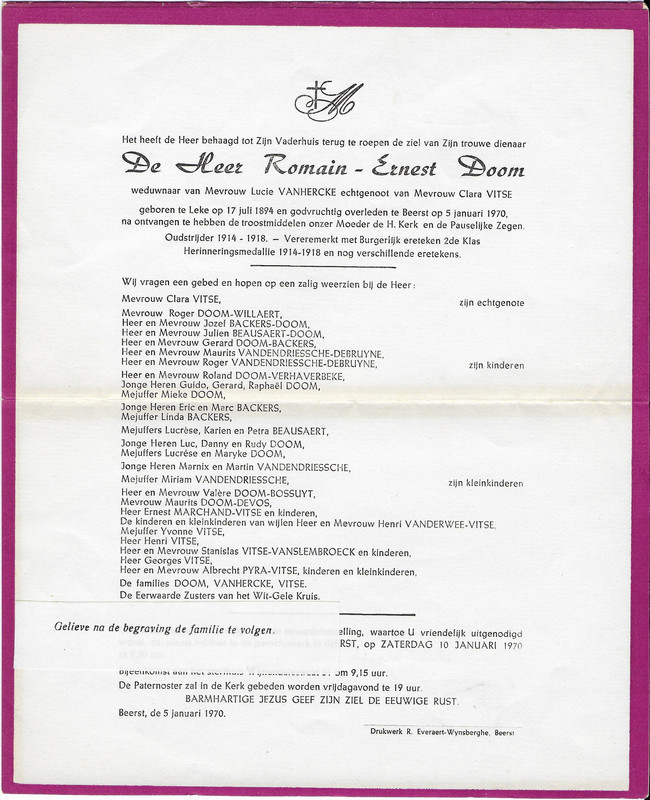 Het heeft de Heer behaagd tot Zijn Vaderhuis terug te roepen de ziel van Zijn trouwe dienaar
De Heer Romain - Ernest Doom
weduwnaar van Mevrouw Lucie VANHERCKE echtgenoot van Mevrouw Clara VITSE
geboren te Leke op 17 juli 1894 en godvruchtig overleden te Beerst op 5 januari 1970,
na ontvangen te hebben de troostmiddelen onzer Moeder de H. Kerk en de Pauselijke Zegen.
Oudstrijder 1914 - 1918. – Vereremerkt met Burgerlijk ereteken 2de Klas
Herinneringsmedallie 1914-1918 en nog verschillende eretekens.
Wij vragen een gebed en hopen op een zalig weerzien bij de Heer:
Mevrouw Clara VITSE, zijn echtgenote
Mevrouw Roger DOOM-WILLAERT,
Heer en Mevrouw Jozef BACKERS-DOOM,
Heer en Mevrouw Julien BEAUSAERT-DOOM,
Heer en Mevrouw Gerard DOOM-BACKERS,
Heer en Mevrouw Maurits VANDENDRIESSCHE-DEBRUYNE,
Heer en Mevrouw Roger VANDENDRIESSCHE-DEBRUYNE, zijn kinderen
Heer en Mevrouw Roland DOOM-VERHAVERBEKE,
Jonge Heren Guido, Gerard, Raphaël DOOM,
Mejuffer Mieke DOOM,
Jonge Heren Eric en Marc BACKERS,
Mejuffer Linda BACKERS,
Mejuffers Lucrèse, Karien en Petra BEAUSAERT,
Jonge Heren Luc, Danny en Rudy DOOM,
Mejuffers Lucrése en Maryke DOOM,
Jonge Heren Marnix en Martin VANDENDRIESSCHE,
Mejuffer Miriam VANDENDRIESSCHE, zijn kleinkinderen
Heer en Mevrouw Valère DOOM-BOSSUYT,
Mevrouw Maurits DOOM-DEVOS,
Heer Ernest MARCHAND-VITSE en kinderen,
De kinderen en kleinkinderen van wijlen Heer en Mevrouw Henri VANDERWEE-VITSE,
Mejuffer Yvonne VITSE,
Heer Henri VITSE,
Heer en Mevrouw Stanislas VITSE-VANSLEMBROECK en kinderen,
Heer Georges VITSE,
Heer en Mevrouw Albrecht PYRA-VITSE, kinderen en kleinkinderen,
De families DOOM, VANHERCKE, VITSE.
De Eerwaarde Zusters van het Wit-Gele Kruis.
Gelieve na de begraving de familie te volgen.
elling, waartoe U vriendelijk uitgenodigd
RST, op ZATERDAG 10 JANUARI 1970
Bijeenkomst aan het sterfhuis om 9,15 uur.
De Paternoster zal in de Kerk gebeden worden vrijdagavond te 19 uur.
BARMHARTIGE JEZUS GEEF ZIJN ZIEL DE EEUWIGE RUST.
Beerst, de 5 januari 1970.
Drukwerk R. Everaert-Wynsberghe, Beerst